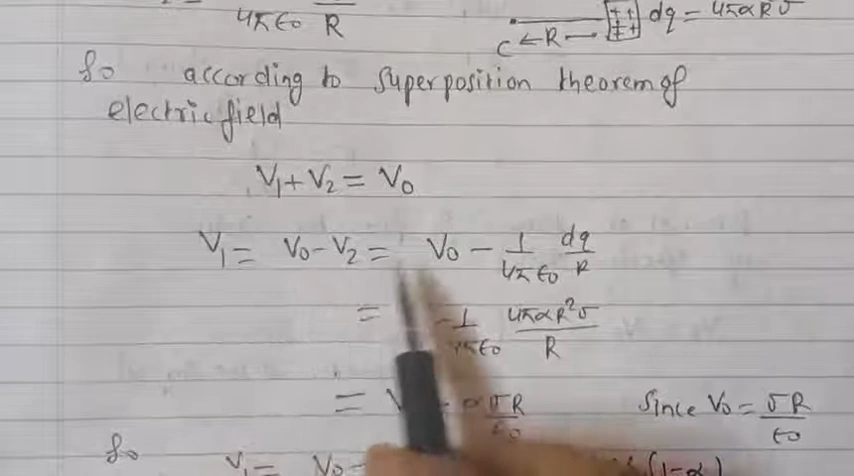 4πε0 R
C ←R→ ++ ++ dq = 4παR σ
So according to Superposition theorem of
electric field
V1 + V2 = V0
V1 = V0 - V2 = V0 - 1/4πε0 dq/R
= -1/4πε0 4παR²σ/R
= V - ασR/ε0 Since V0 = σR/ε0
So V1 = V0 - (1-α)